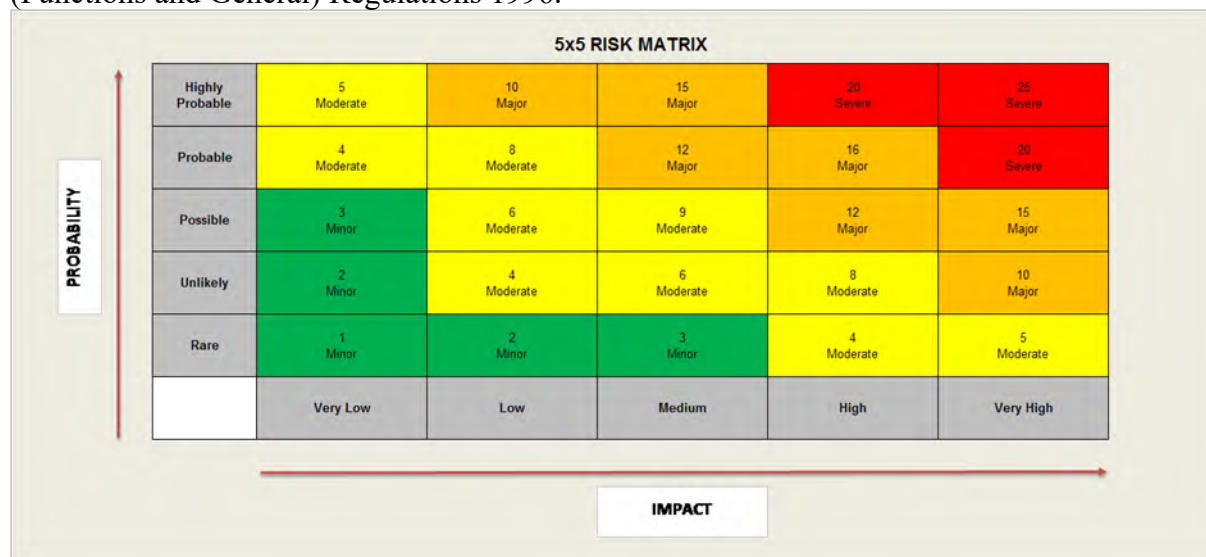 (Functions and General) Regulations 1990.
5x5 RISK MATRIX
Highly
Probable
5
Moderate
10
Major
15
Major
20
Severe
25
Severe
Probable
4
Moderate
8
Moderate
12
Major
16
Major
20
Severe
PROBABILITY
Possible
3
Minor
6
Moderate
9
Moderate
12
Major
15
Major
Unlikely
2
Minor
4
Moderate
6
Moderate
8
Moderate
10
Major
Rare
1
Minor
2
Minor
3
Minor
4
Moderate
5
Moderate
Very Low
Low
Medium
High
Very High
IMPACT